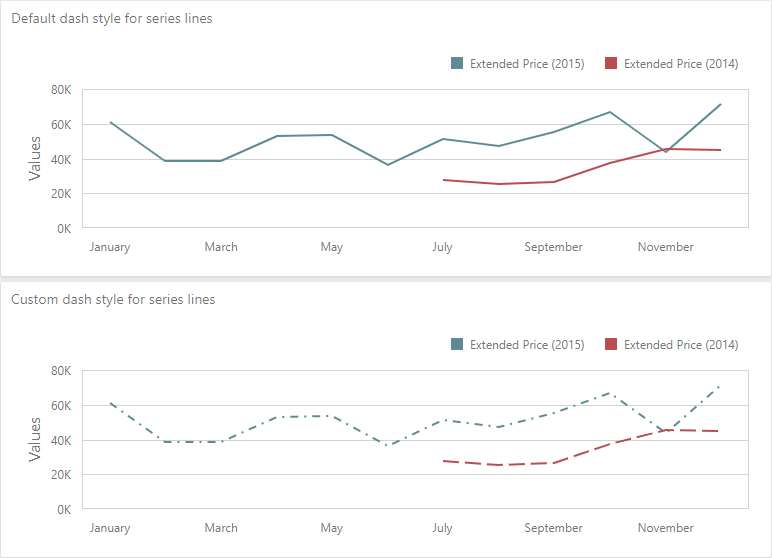 Default dash style for series lines
Extended Price (2015) Extended Price (2014)
80K
60K
40K
20K
0K
Values
January March May July September November
Custom dash style for series lines
Extended Price (2015) Extended Price (2014)
80K
60K
40K
20K
0K
Values
January March May July September November